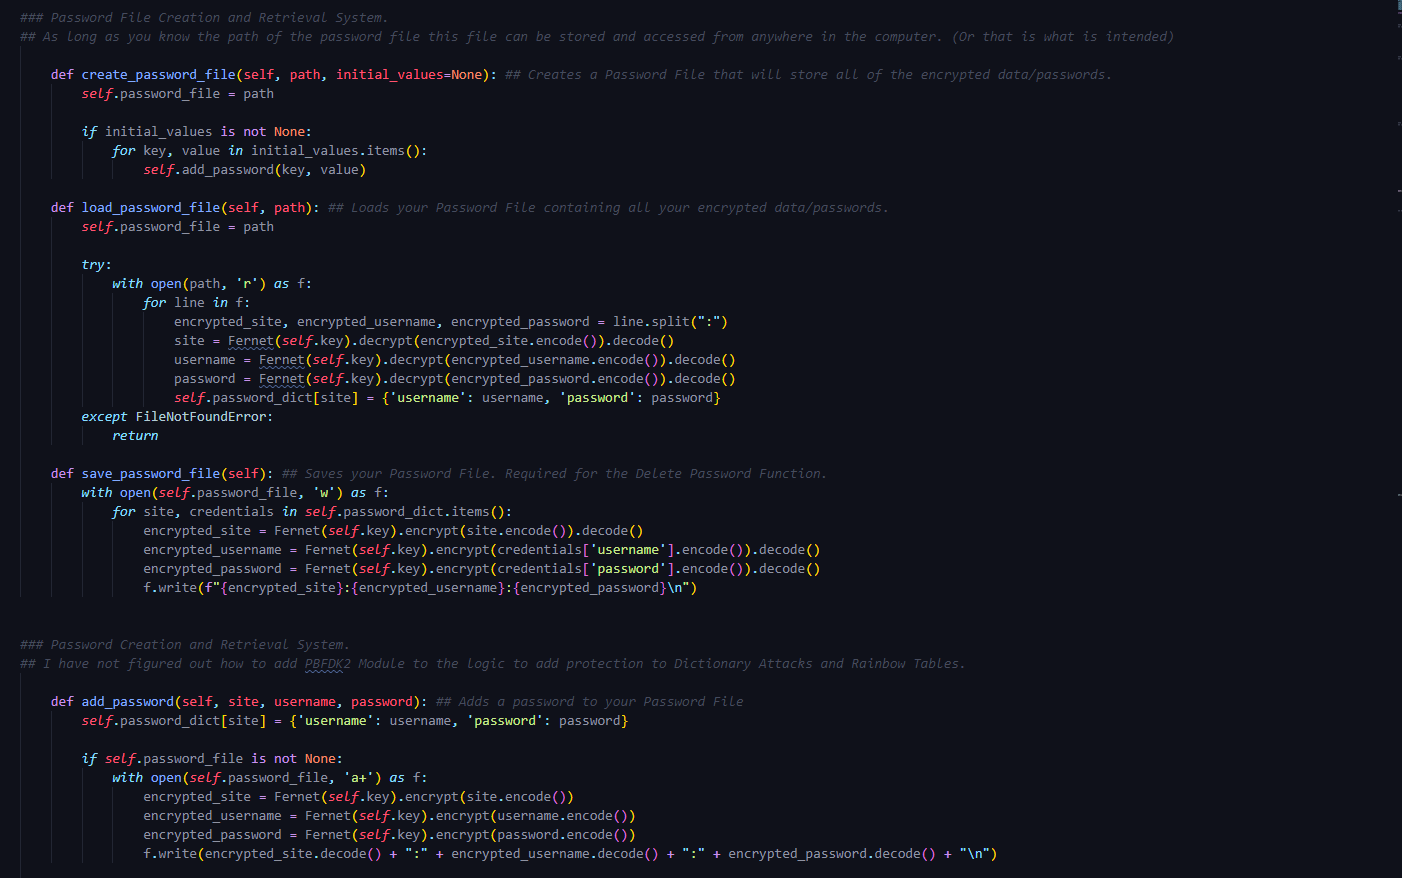 ### Password File Creation and Retrieval System.
## As long as you know the path of the password file this file can be stored and accessed from anywhere in the computer. (Or that is what is intended)
def create_password_file(self, path, initial_values=None): ## Creates a Password File that will store all of the encrypted data/passwords.
self.password_file = path
if initial_values is not None:
for key, value in initial_values.items():
self.add_password(key, value)
def load_password_file(self, path): ## Loads your Password File containing all your encrypted data/passwords.
self.password_file = path
try:
with open(path, 'r') as f:
for line in f:
encrypted_site, encrypted_username, encrypted_password = line.split(":")
site = Fernet(self.key).decrypt(encrypted_site.encode()).decode()
username = Fernet(self.key).decrypt(encrypted_username.encode()).decode()
password = Fernet(self.key).decrypt(encrypted_password.encode()).decode()
self.password_dict[site] = {'username': username, 'password': password}
except FileNotFoundError:
return
def save_password_file(self): ## Saves your Password File. Required for the Delete Password Function.
with open(self.password_file, 'w') as f:
for site, credentials in self.password_dict.items():
encrypted_site = Fernet(self.key).encrypt(site.encode()).decode()
encrypted_username = Fernet(self.key).encrypt(credentials['username'].encode()).decode()
encrypted_password = Fernet(self.key).encrypt(credentials['password'].encode()).decode()
f.write(f"{encrypted_site}:{encrypted_username}:{encrypted_password}\n")
### Password Creation and Retrieval System.
## I have not figured out how to add PBFDK2 Module to the logic to add protection to Dictionary Attacks and Rainbow Tables.
def add_password(self, site, username, password): ## Adds a password to your Password File
self.password_dict[site] = {'username': username, 'password': password}
if self.password_file is not None:
with open(self.password_file, 'a+') as f:
encrypted_site = Fernet(self.key).encrypt(site.encode())
encrypted_username = Fernet(self.key).encrypt(username.encode())
encrypted_password = Fernet(self.key).encrypt(password.encode())
f.write(encrypted_site.decode() + ":" + encrypted_username.decode() + ":" + encrypted_password.decode() + "\n")